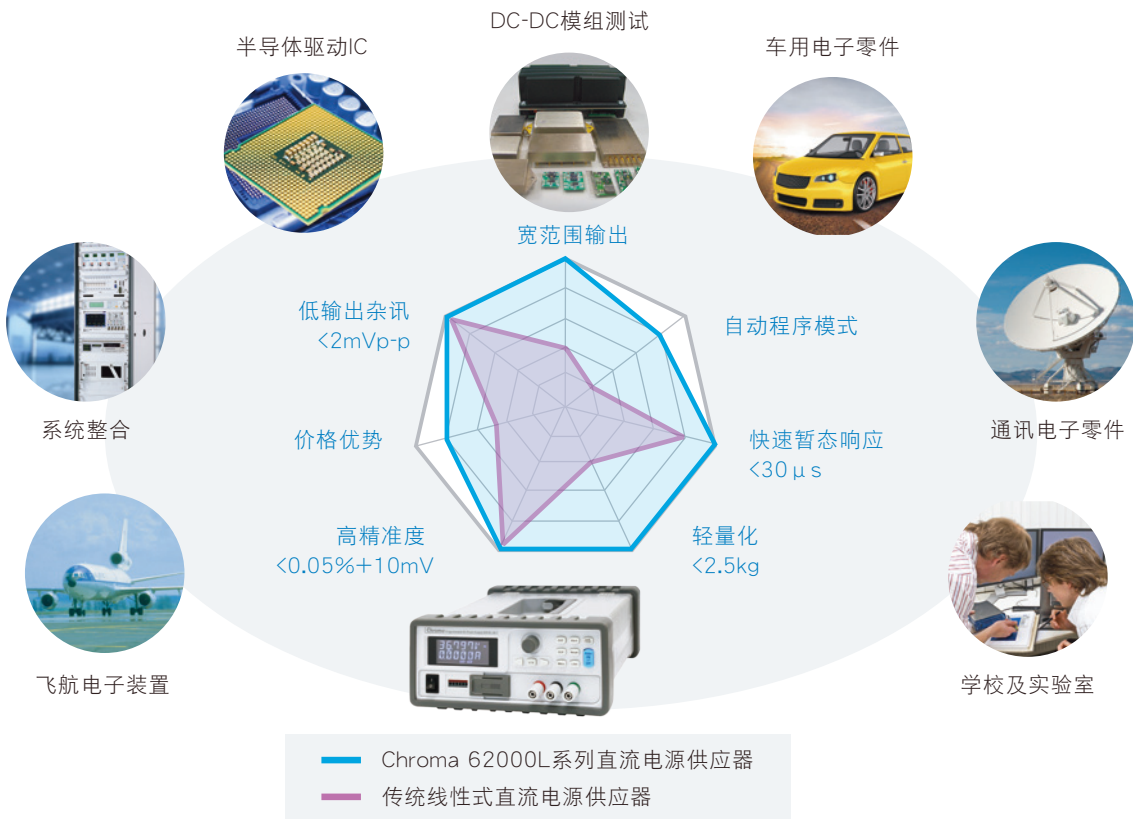 DC-DC模组测试
半导体驱动IC
车用电子零件
宽范围输出
低输出杂讯
<2mVp-p
自动程序模式
系统整合
价格优势
快速暂态响应
<30μs
通讯电子零件
高精准度
<0.05%+10mV
轻量化
<2.5kg
飞航电子装置
学校及实验室
Chroma 62000L系列直流电源供应器
传统线性式直流电源供应器